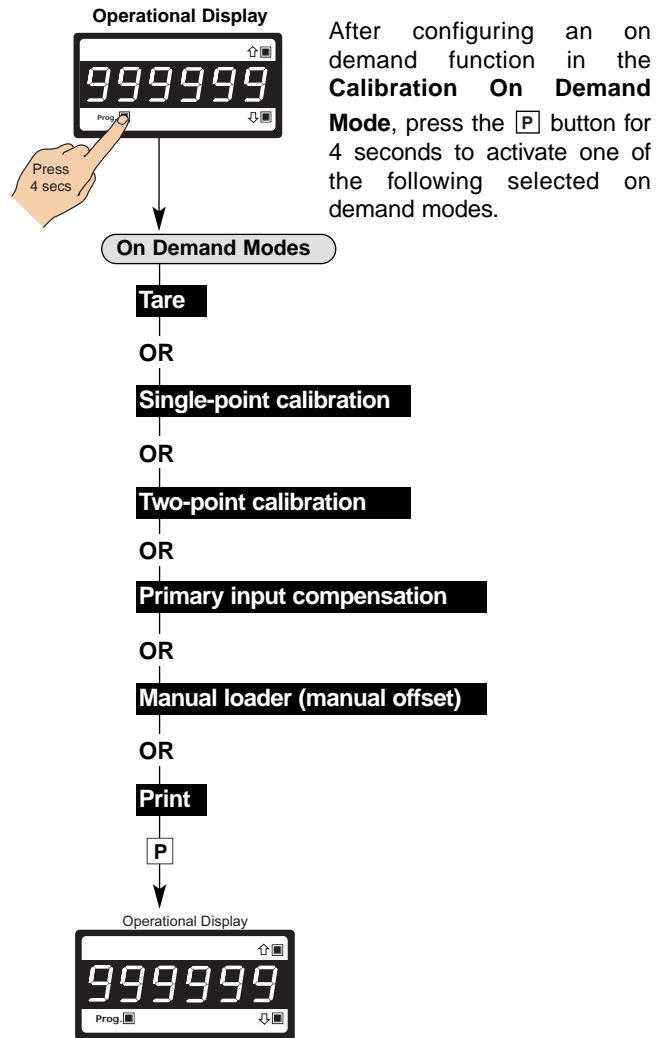 Operational Display
999999
Prog.
Press
4 secs
After configuring an on
demand function in the
Calibration On Demand
Mode, press the P button for
4 seconds to activate one of
the following selected on
demand modes.
On Demand Modes
Tare
OR
Single-point calibration
OR
Two-point calibration
OR
Primary input compensation
OR
Manual loader (manual offset)
OR
Print
P
Operational Display
999999
Prog.